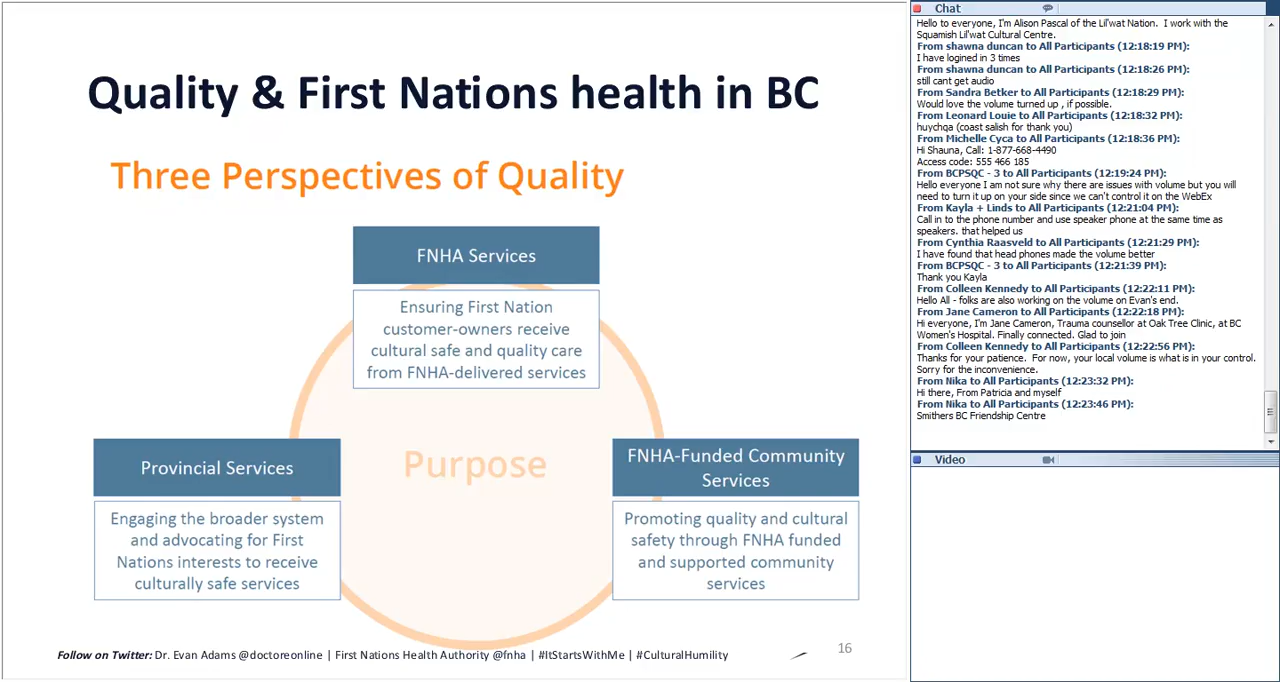 Quality & First Nations health in BC
Three Perspectives of Quality
FNHA Services
Ensuring First Nation
customer-owners receive
cultural safe and quality care
from FNHA-delivered services
Purpose
Provincial Services
Engaging the broader system
and advocating for First
Nations interests to receive
culturally safe services
FNHA-Funded Community
Services
Promoting quality and cultural
safety through FNHA funded
and supported community
services
Follow on Twitter: Dr. Evan Adams @doctoreonline | First Nations Health Authority @fnha | #ItStartsWithMe | #CulturalHumility
16
Chat
Hello to everyone, I'm Alison Pascal of the Lil'wat Nation. I work with the
Squamish Lil'wat Cultural Centre.
From shawna duncan to All Participants (12:18:19 PM):
I have logined in 3 times
From shawna duncan to All Participants (12:18:26 PM):
still cant get audio
From Sandra Betker to All Participants (12:18:29 PM):
Would love the volume turned up , if possible.
From Leonard Louie to All Participants (12:18:32 PM):
huychqa (coast salish for thank you)
From Michelle Cyca to All Participants (12:18:36 PM):
Hi Shauna, Call: 1-877-668-4490
Access code: 555 466 185
From BCPSQC - 3 to All Participants (12:19:24 PM):
Hello everyone I am not sure why there are issues with volume but you will
need to turn it up on your side since we can't control it on the WebEx
From Kayla + Linds to All Participants (12:21:04 PM):
Call in to the phone number and use speaker phone at the same time as
speakers. that helped us
From Cynthia Raasveld to All Participants (12:21:29 PM):
I have found that head phones made the volume better
From BCPSQC - 3 to All Participants (12:21:39 PM):
Thank you Kayla
From Colleen Kennedy to All Participants (12:22:11 PM):
Hello All - folks are also working on the volume on Evan's end.
From Jane Cameron to All Participants (12:22:18 PM):
Hi everyone, I'm Jane Cameron, Trauma counsellor at Oak Tree Clinic, at BC
Women's Hospital. Finally connected. Glad to join
From Colleen Kennedy to All Participants (12:22:56 PM):
Thanks for your patience. For now, your local volume is what is in your control.
Sorry for the inconvenience.
From Nika to All Participants (12:23:32 PM):
Hi there, From Patricia and myself
From Nika to All Participants (12:23:46 PM):
Smithers BC Friendship Centre
Video